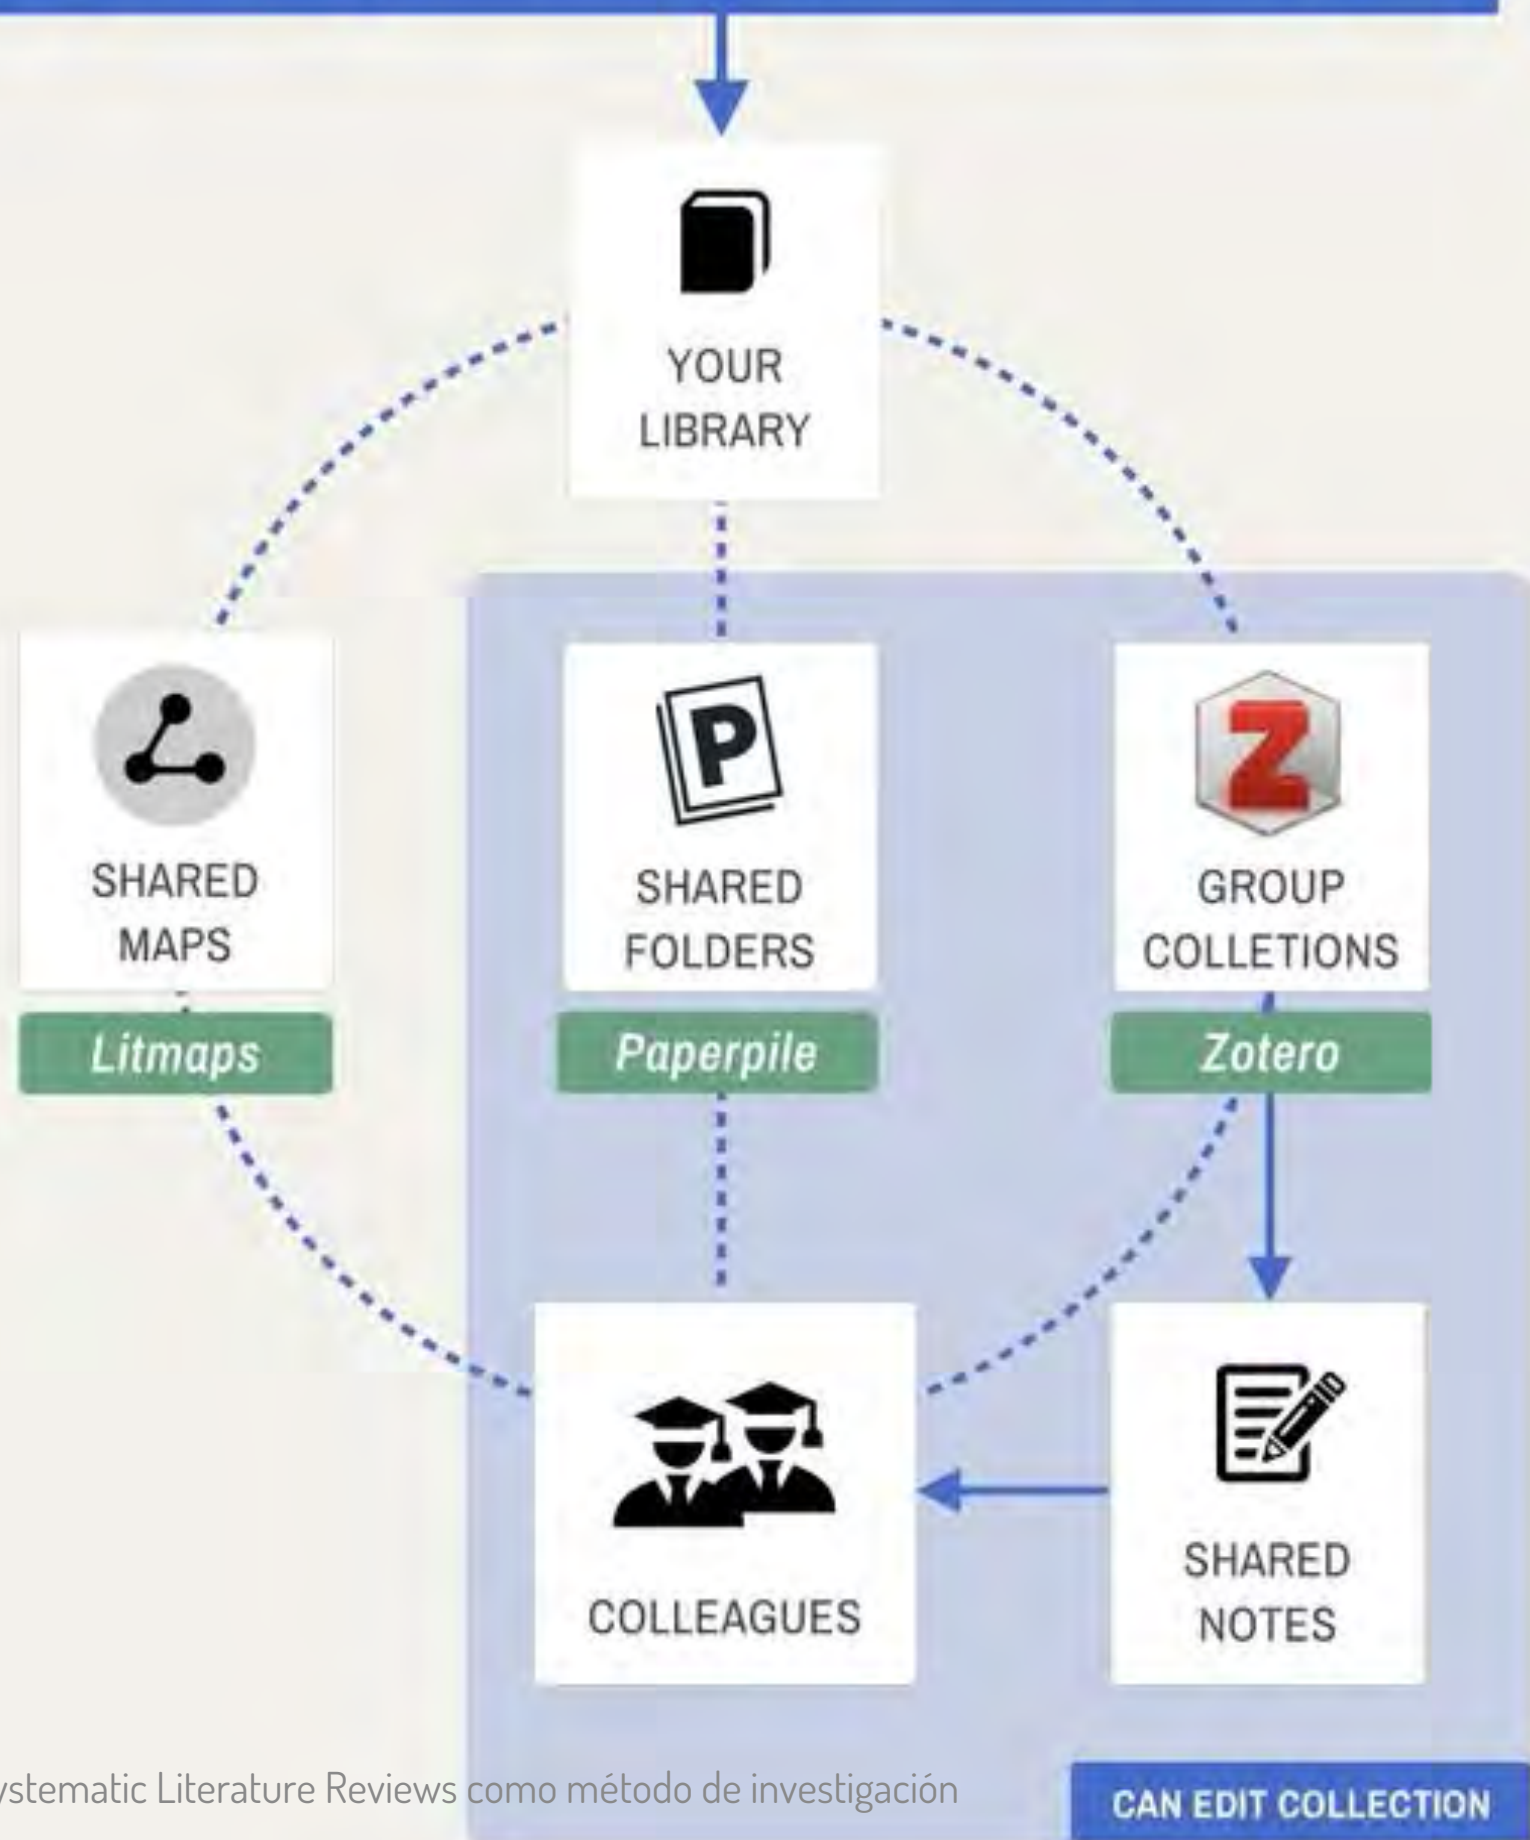 YOUR
LIBRARY
SHARED
MAPS
P
SHARED
FOLDERS
Z
GROUP
COLLETIONS
Litmaps
Paperpile
Zotero
COLLEAGUES
SHARED
NOTES
ystematic Literature Reviews como método de investigación
CAN EDIT COLLECTION